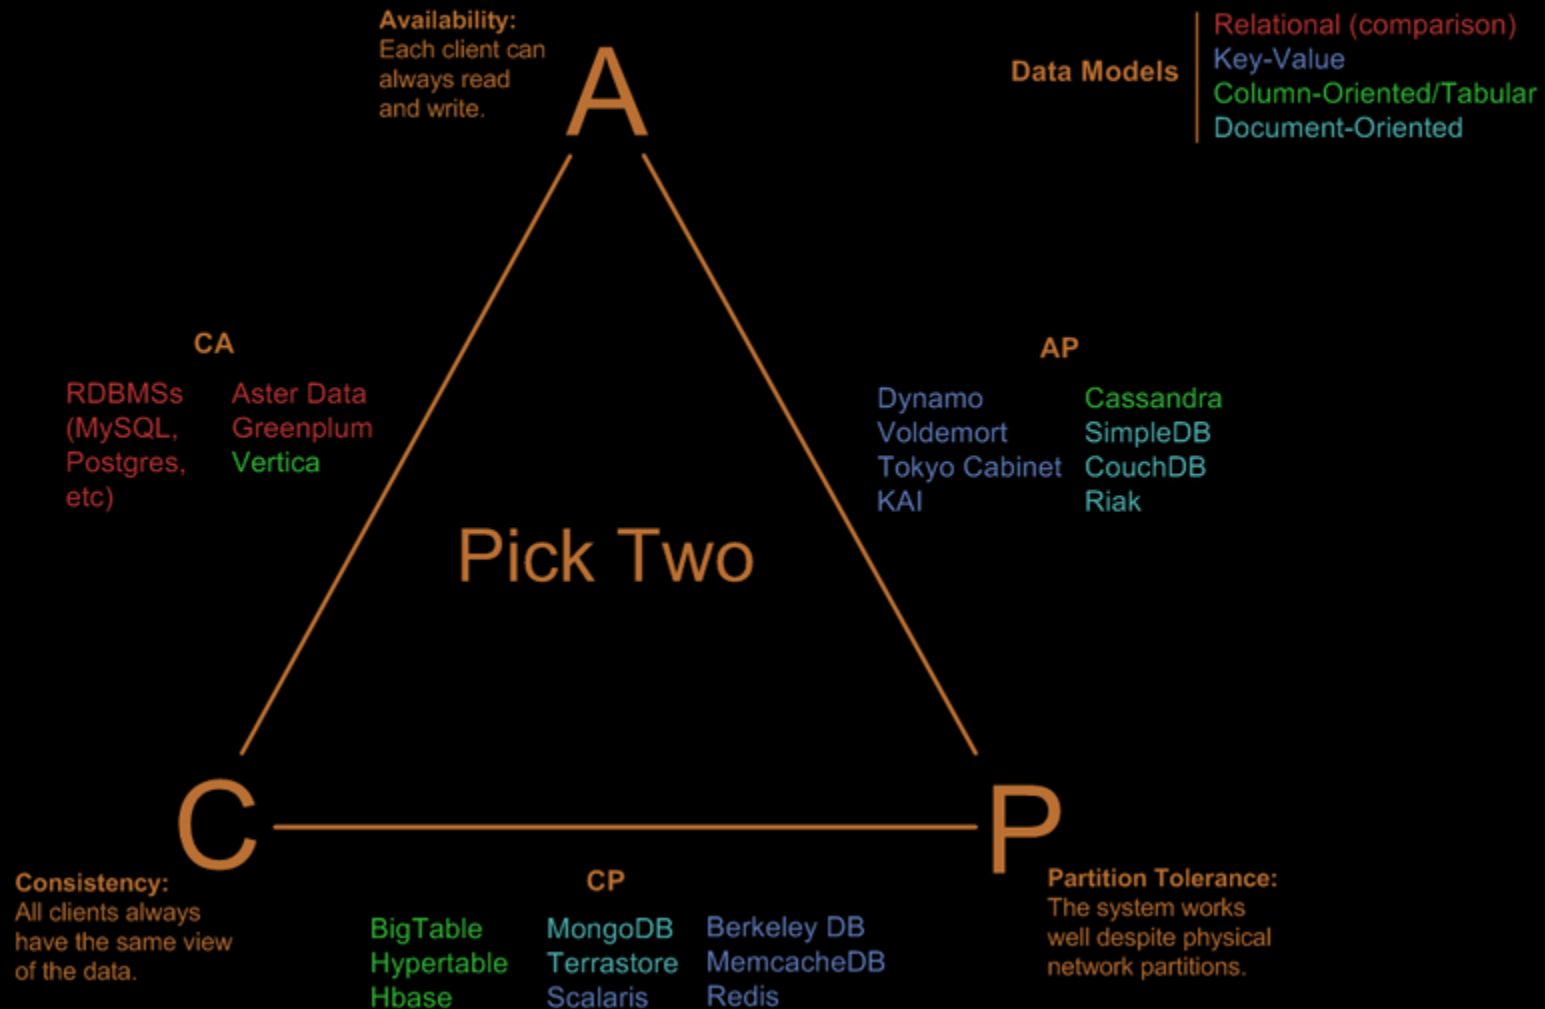 Availability:
Each client can
always read
and write.
A
Data Models
Relational (comparison)
Key-Value
Column-Oriented/Tabular
Document-Oriented
CA
RDBMSs
(MySQL,
Postgres,
etc)
Aster Data
Greenplum
Vertica
AP
Dynamo
Voldemort
Tokyo Cabinet
KAI
Cassandra
SimpleDB
CouchDB
Riak
Pick Two
C
Consistency:
All clients always
have the same view
of the data.
P
Partition Tolerance:
The system works
well despite physical
network partitions.
CP
BigTable
Hypertable
Hbase
MongoDB
Terrastore
Scalaris
Berkeley DB
MemcacheDB
Redis